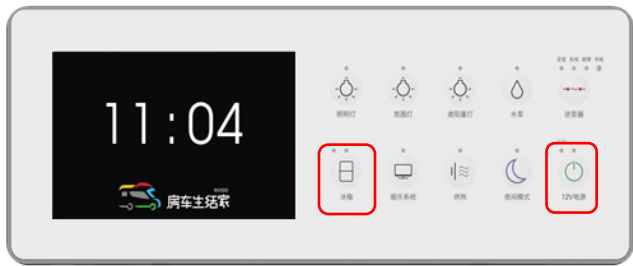 11:04
房车生活家
照明灯
氛围灯
遮阳蓬灯
水泵
逆变器
冰箱
娱乐系统
供热
夜间模式
12V电源